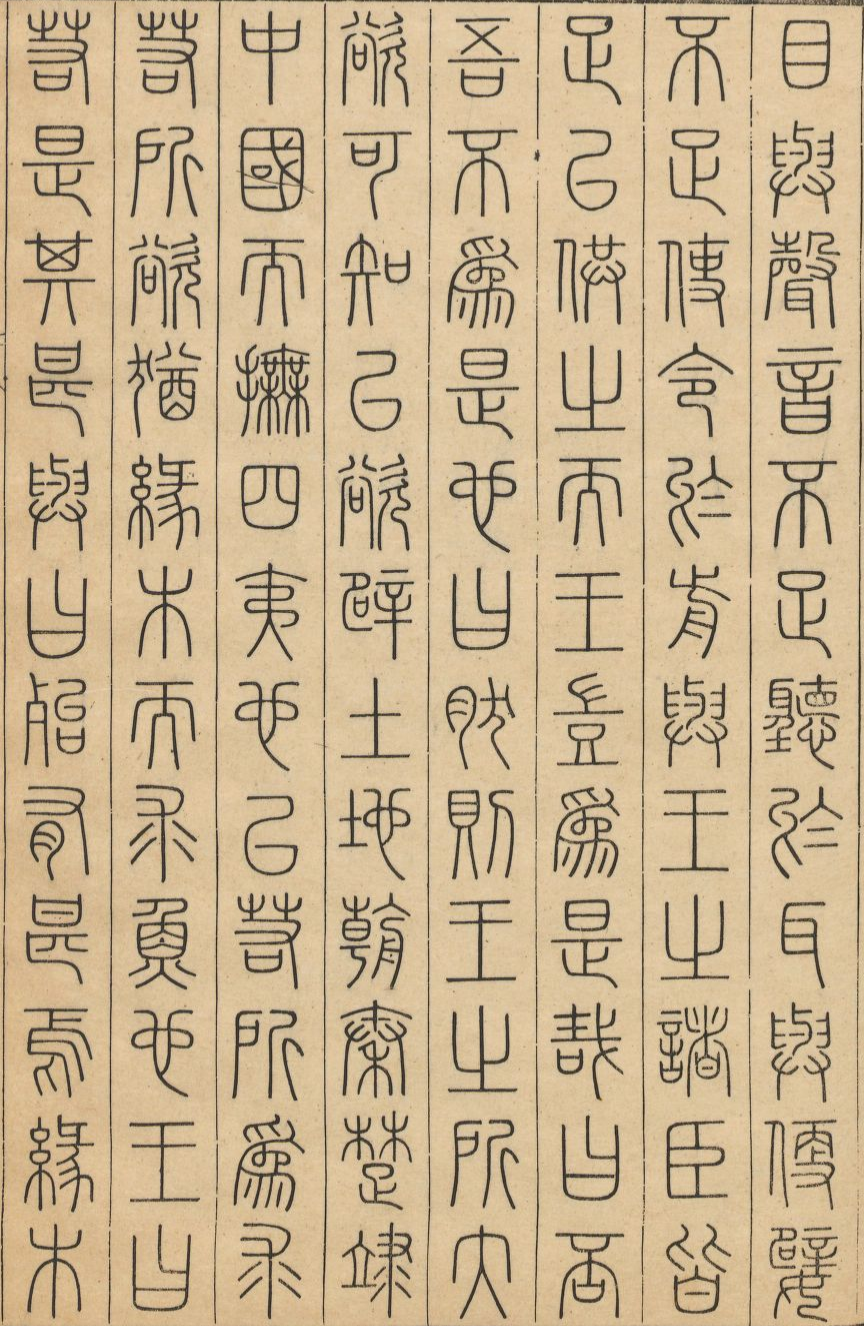 目與聲音不足聽於耳與便嬖
不足使令於前與王之諸臣皆
足以供之而王豈為是哉曰否
吾不為是也曰然則王之所大
欲可知已欲辟土地朝秦楚䇐
中國而撫四夷也以若所為求
若所欲猶緣木而求魚也王曰
若是其甚與曰殆有甚焉緣木